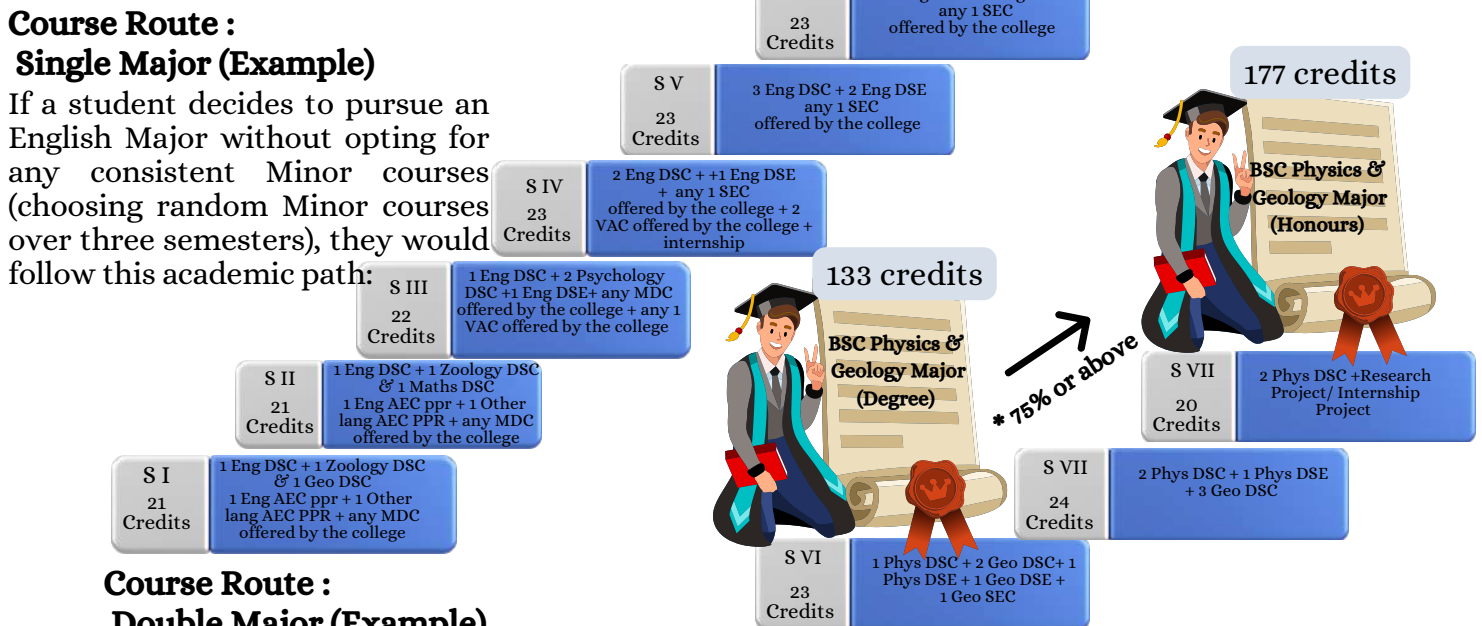 Course Route :
Single Major (Example)
If a student decides to pursue an
English Major without opting for
any consistent Minor courses
(choosing random Minor courses
over three semesters), they would
follow this academic path:
23
Credits
any 1 SEC
offered by the college
S V
23
Credits
3 Eng DSC + 2 Eng DSE
any 1 SEC
offered by the college
S IV
23
Credits
2 Eng DSC + +1 Eng DSE
+ any 1 SEC
offered by the college + 2
VAC offered by the college +
internship
S III
22
Credits
1 Eng DSC + 2 Psychology
DSC +1 Eng DSE+ any MDC
offered by the college + any 1
VAC offered by the college
S II
21
Credits
1 Eng DSC + 1 Zoology DSC
& 1 Maths DSC
1 Eng AEC ppr + 1 Other
lang AEC PPR + any MDC
offered by the college
S I
21
Credits
1 Eng DSC + 1 Zoology DSC
& 1 Geo DSC
1 Eng AEC ppr + 1 Other
lang AEC PPR + any MDC
offered by the college
177 credits
BSC Physics &
Geology Major
(Honours)
133 credits
BSC Physics &
Geology Major
(Degree)
* 75% or above
S VII
20
Credits
2 Phys DSC +Research
Project/ Internship
Project
S VII
24
Credits
2 Phys DSC + 1 Phys DSE
+ 3 Geo DSC
S VI
23
Credits
1 Phys DSC + 2 Geo DSC+ 1
Phys DSE + 1 Geo DSE +
1 Geo SEC
Course Route :
Double Major (Example)